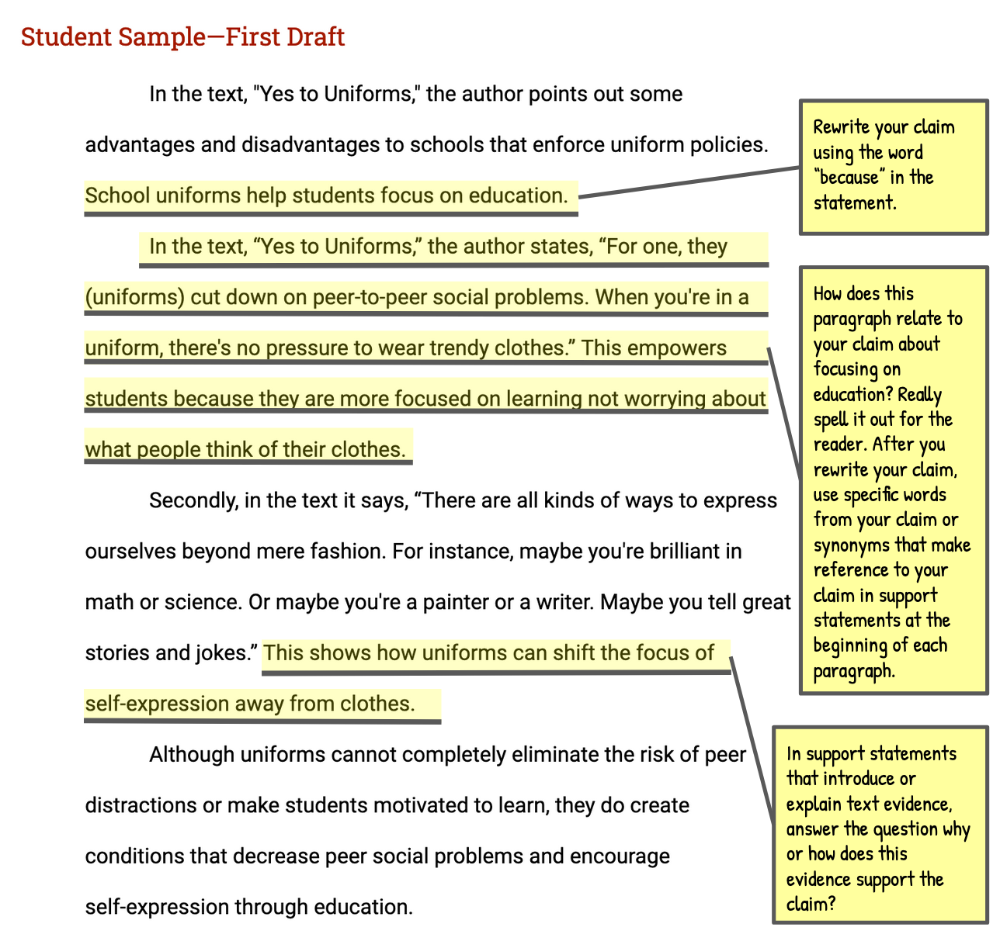 Student Sample—First Draft
In the text, "Yes to Uniforms," the author points out some
advantages and disadvantages to schools that enforce uniform policies.
School uniforms help students focus on education.
In the text, “Yes to Uniforms,” the author states, “For one, they
(uniforms) cut down on peer-to-peer social problems. When you're in a
uniform, there's no pressure to wear trendy clothes.” This empowers
students because they are more focused on learning not worrying about
what people think of their clothes.
Secondly, in the text it says, “There are all kinds of ways to express
ourselves beyond mere fashion. For instance, maybe you're brilliant in
math or science. Or maybe you're a painter or a writer. Maybe you tell great
stories and jokes.” This shows how uniforms can shift the focus of
self-expression away from clothes.
Although uniforms cannot completely eliminate the risk of peer
distractions or make students motivated to learn, they do create
conditions that decrease peer social problems and encourage
self-expression through education.
Rewrite your claim
using the word
“because” in the
statement.
How does this
paragraph relate to
your claim about
focusing on
education? Really
spell it out for the
reader. After you
rewrite your claim,
use specific words
from your claim or
synonyms that make
reference to your
claim in support
statements at the
beginning of each
paragraph.
In support statements
that introduce or
explain text evidence,
answer the question why
or how does this
evidence support the
claim?